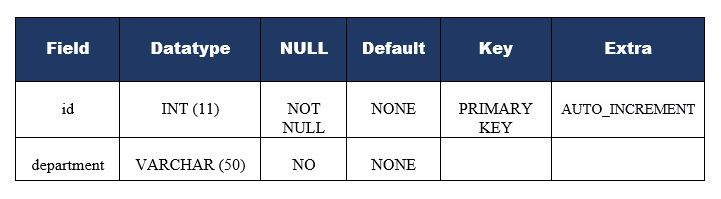 Field Datatype NULL Default Key Extra
id INT (11) NOT NULL NONE PRIMARY KEY AUTO_INCREMENT
department VARCHAR (50) NO NONE